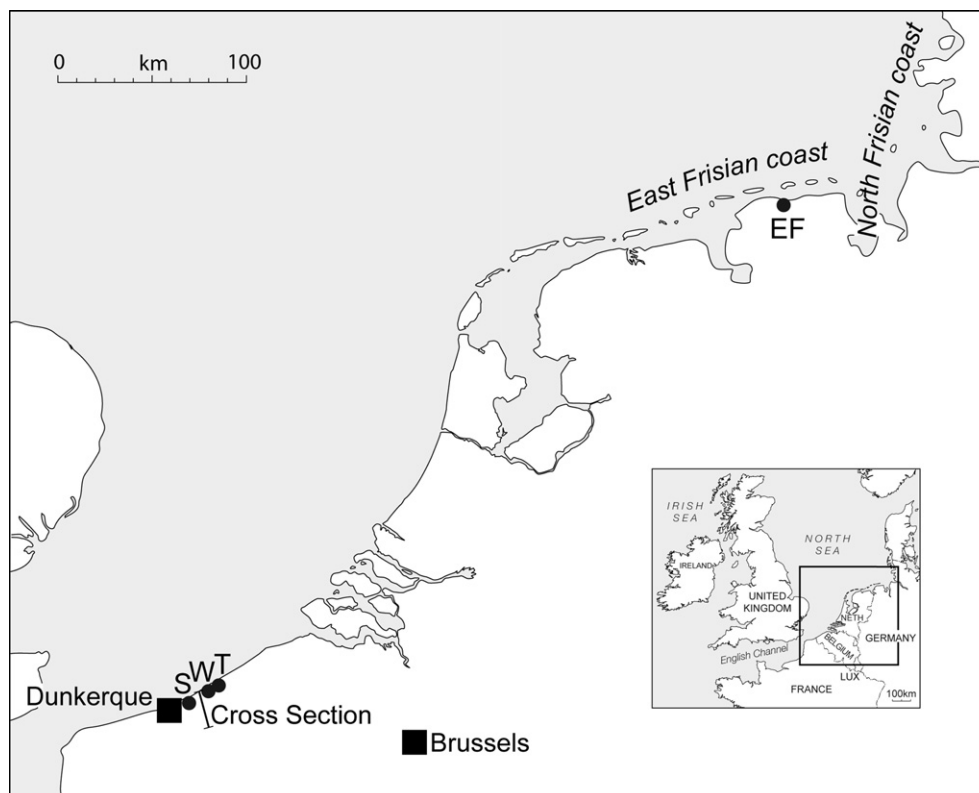 0 km 100
East Frisian coast
North Frisian coast
EF
S W T
Dunkerque
Cross Section
Brussels
IRISH
SEA
NORTH
SEA
IRELAND
UNITED
KINGDOM
NETH
GERMANY
BELGIUM
English Channel
LUX
FRANCE
100km